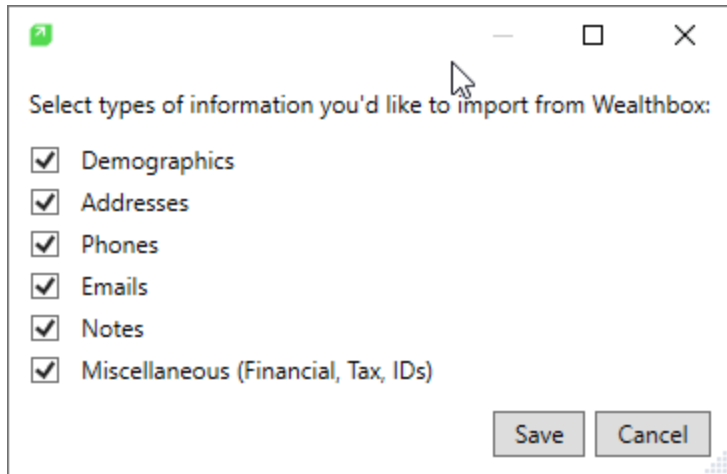 Select types of information you'd like to import from Wealthbox:
Demographics
Addresses
Phones
Emails
Notes
Miscellaneous (Financial, Tax, IDs)
Save Cancel